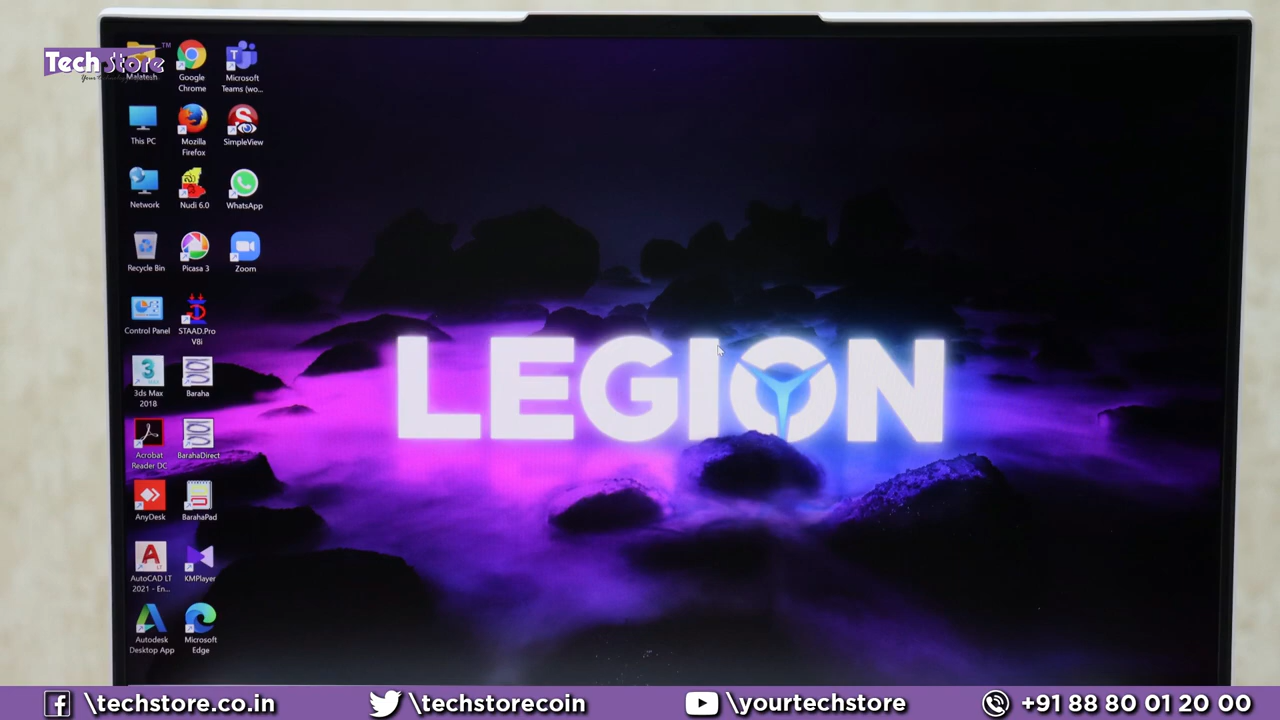 TechStore
TM
Malatesh
Google
Chrome
Microsoft
Teams (wo...
This PC
Mozilla
Firefox
SimpleView
Network
Nudi 6.0
WhatsApp
Recycle Bin
Picasa 3
Zoom
Control Panel
STAAD.Pro
V8i
3ds Max
2018
Baraha
Acrobat
Reader DC
BarahaDirect
AnyDesk
BarahaPad
AutoCAD LT
2021 - En...
KMPlayer
Autodesk
Desktop App
Microsoft
Edge
LEGION
\techstore.co.in
\techstorecoin
\yourtechstore
+91 88 80 01 20 00